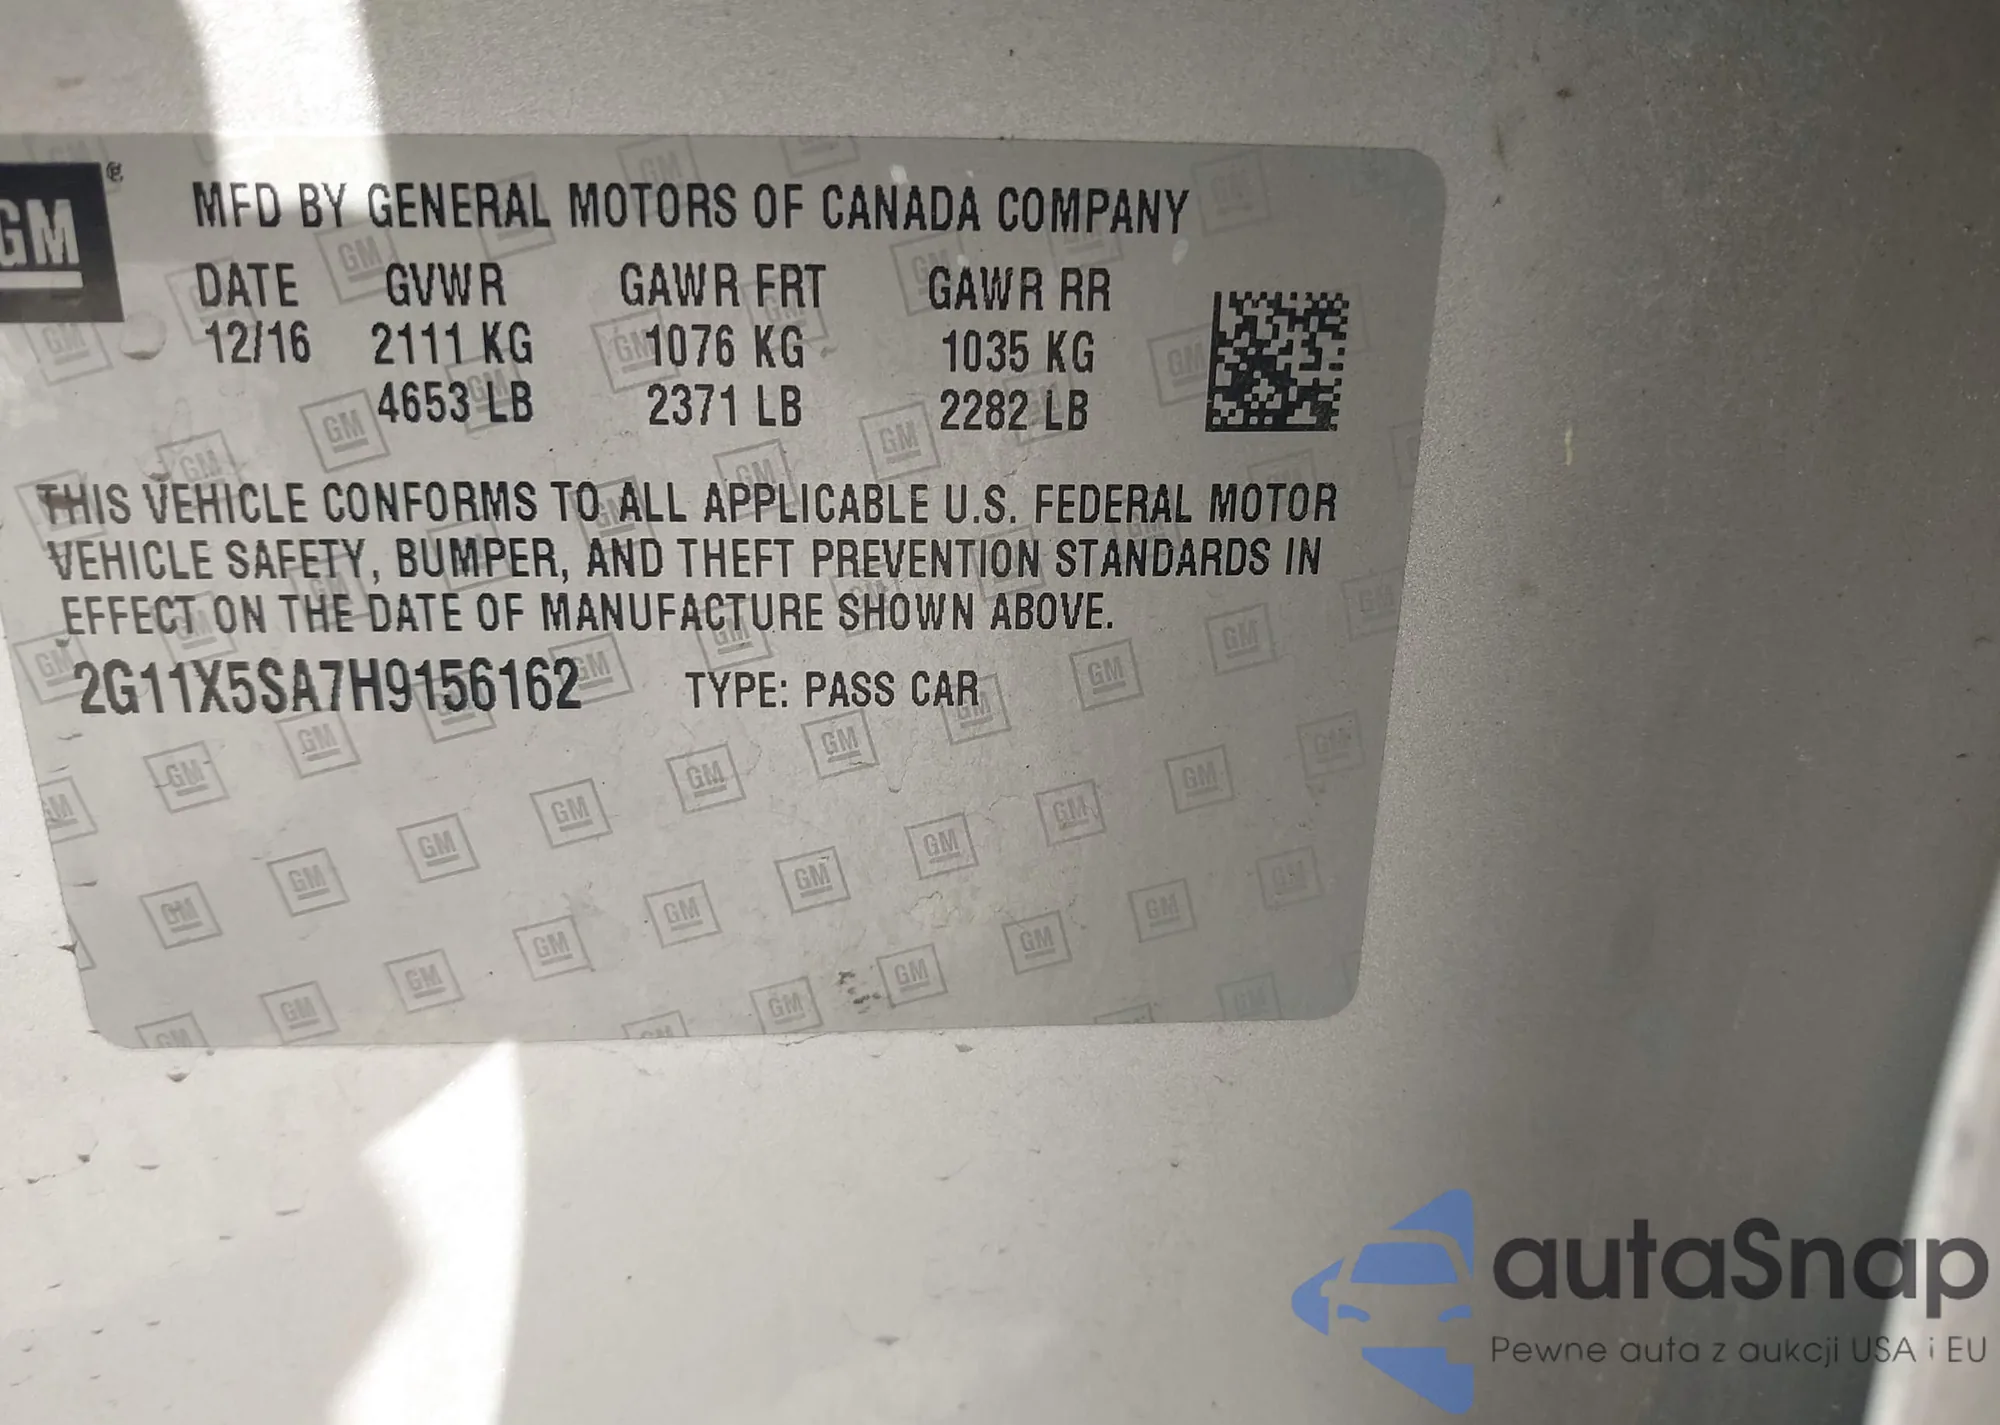 GM®
MFD BY GENERAL MOTORS OF CANADA COMPANY
DATE GVWR GAWR FRT GAWR RR
12/16 2111 KG 1076 KG 1035 KG
4653 LB 2371 LB 2282 LB
THIS VEHICLE CONFORMS TO ALL APPLICABLE U.S. FEDERAL MOTOR
VEHICLE SAFETY, BUMPER, AND THEFT PREVENTION STANDARDS IN
EFFECT ON THE DATE OF MANUFACTURE SHOWN ABOVE.
2G11X5SA7H9156162 TYPE: PASS CAR
autaSnap
Pewne auta z aukcji USA i EU